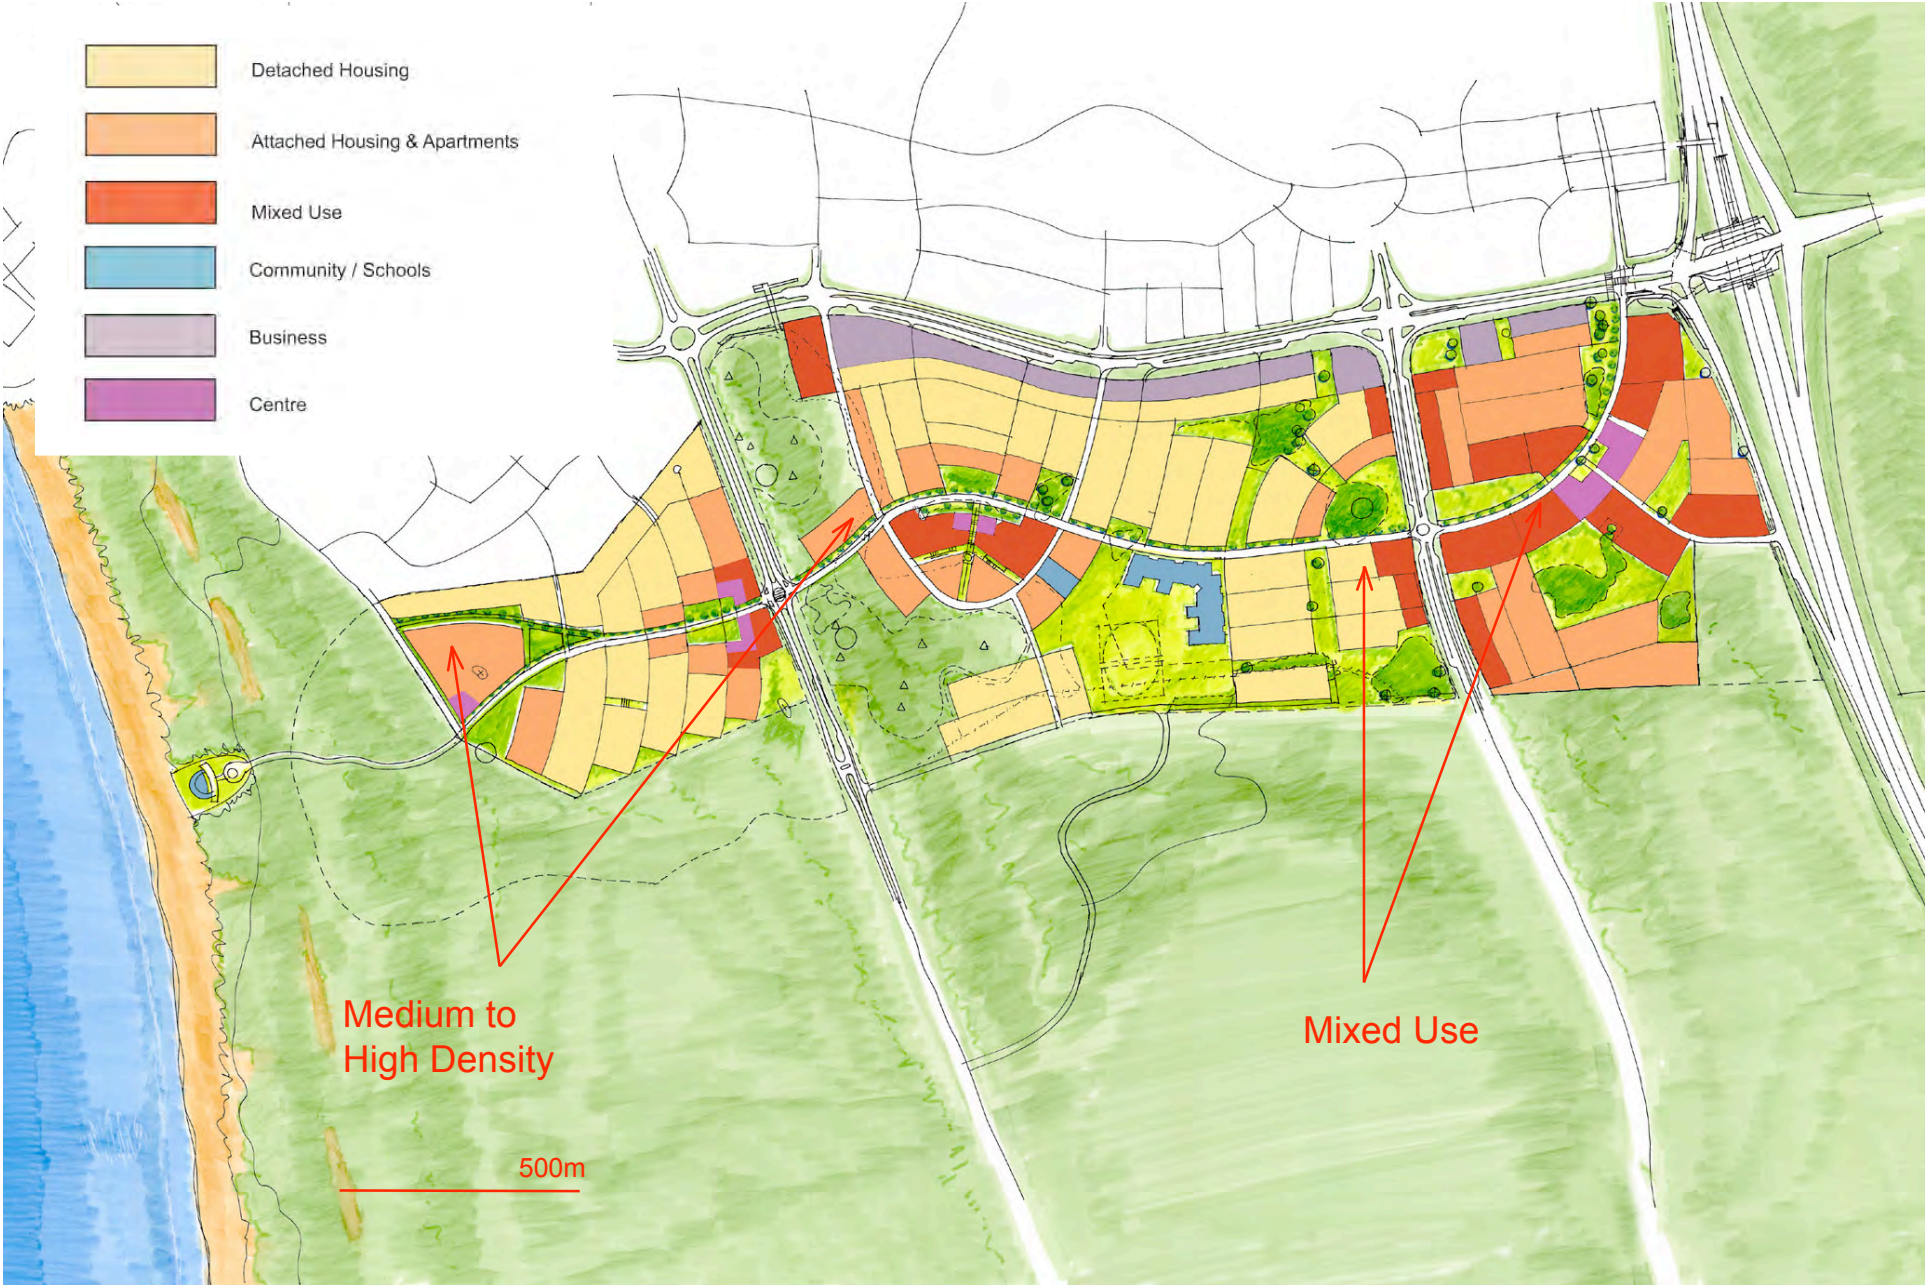 Detached Housing
Attached Housing & Apartments
Mixed Use
Community / Schools
Business
Centre
Medium to
High Density
Mixed Use
500m